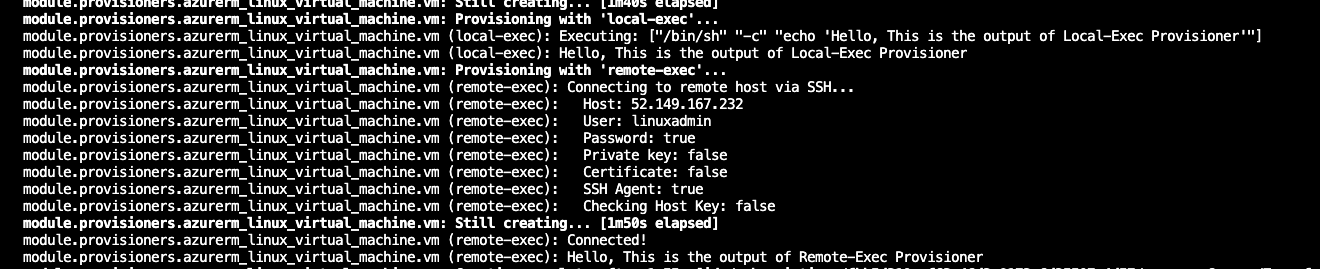 module.provisioners.azurerm_linux_virtual_machine.vm: Still creating... [1m40s elapsed]
module.provisioners.azurerm_linux_virtual_machine.vm: Provisioning with 'local-exec'...
module.provisioners.azurerm_linux_virtual_machine.vm (local-exec): Executing: ["/bin/sh" "-c" "echo 'Hello, This is the output of Local-Exec Provisioner'"]
module.provisioners.azurerm_linux_virtual_machine.vm (local-exec): Hello, This is the output of Local-Exec Provisioner
module.provisioners.azurerm_linux_virtual_machine.vm: Provisioning with 'remote-exec'...
module.provisioners.azurerm_linux_virtual_machine.vm (remote-exec): Connecting to remote host via SSH...
module.provisioners.azurerm_linux_virtual_machine.vm (remote-exec):   Host: 52.149.167.232
module.provisioners.azurerm_linux_virtual_machine.vm (remote-exec):   User: linuxadmin
module.provisioners.azurerm_linux_virtual_machine.vm (remote-exec):   Password: true
module.provisioners.azurerm_linux_virtual_machine.vm (remote-exec):   Private key: false
module.provisioners.azurerm_linux_virtual_machine.vm (remote-exec):   Certificate: false
module.provisioners.azurerm_linux_virtual_machine.vm (remote-exec):   SSH Agent: true
module.provisioners.azurerm_linux_virtual_machine.vm (remote-exec):   Checking Host Key: false
module.provisioners.azurerm_linux_virtual_machine.vm: Still creating... [1m50s elapsed]
module.provisioners.azurerm_linux_virtual_machine.vm (remote-exec): Connected!
module.provisioners.azurerm_linux_virtual_machine.vm (remote-exec): Hello, This is the output of Remote-Exec Provisioner